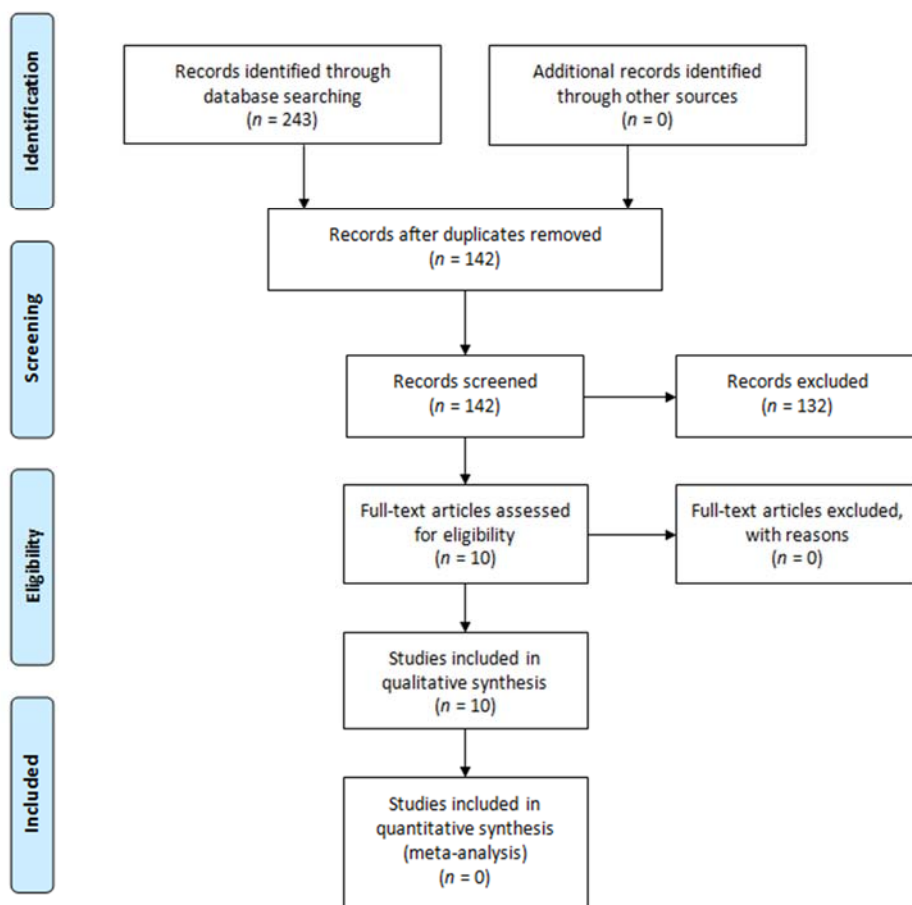 Identification
Records identified through
database searching
(n = 243)
Additional records identified
through other sources
(n = 0)
Records after duplicates removed
(n = 142)
Screening
Records screened
(n = 142)
Records excluded
(n = 132)
Eligibility
Full-text articles assessed
for eligibility
(n = 10)
Full-text articles excluded,
with reasons
(n = 0)
Studies included in
qualitative synthesis
(n = 10)
Included
Studies included in
quantitative synthesis
(meta-analysis)
(n = 0)